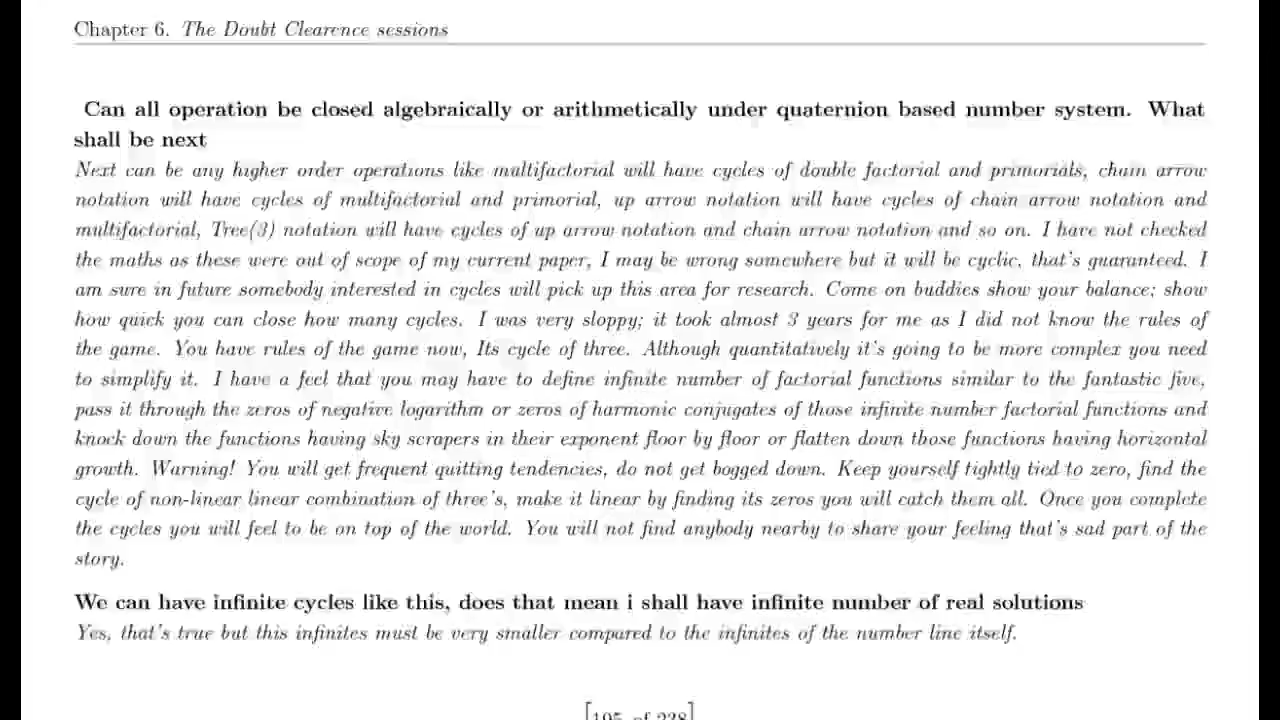 Chapter 6. The Doubt Clearence sessions
Can all operation be closed algebraically or arithmetically under quaternion based number system. What
shall be next
Next can be any higher order operations like multifactorial will have cycles of double factorial and primorials, chain arrow
notation will have cycles of multifactorial and primorial, up arrow notation will have cycles of chain arrow notation and
multifactorial, Tree(3) notation will have cycles of up arrow notation and chain arrow notation and so on. I have not checked
the maths as these were out of scope of my current paper, I may be wrong somewhere but it will be cyclic, that's guaranteed. I
am sure in future somebody interested in cycles will pick up this area for research. Come on buddies show your balance; show
how quick you can close how many cycles. I was very sloppy; it took almost 3 years for me as I did not know the rules of
the game. You have rules of the game now, Its cycle of three. Although quantitatively it's going to be more complex you need
to simplify it. I have a feel that you may have to define infinite number of factorial functions similar to the fantastic five,
pass it through the zeros of negative logarithm or zeros of harmonic conjugates of those infinite number factorial functions and
knock down the functions having sky scrapers in their exponent floor by floor or flatten down those functions having horizontal
growth. Warning! You will get frequent quitting tendencies, do not get bogged down. Keep yourself tightly tied to zero, find the
cycle of non-linear linear combination of three's, make it linear by finding its zeros you will catch them all. Once you complete
the cycles you will feel to be on top of the world. You will not find anybody nearby to share your feeling that's sad part of the
story.
We can have infinite cycles like this, does that mean i shall have infinite number of real solutions
Yes, that's true but this infinites must be very smaller compared to the infinites of the number line itself.
[195 of 238]